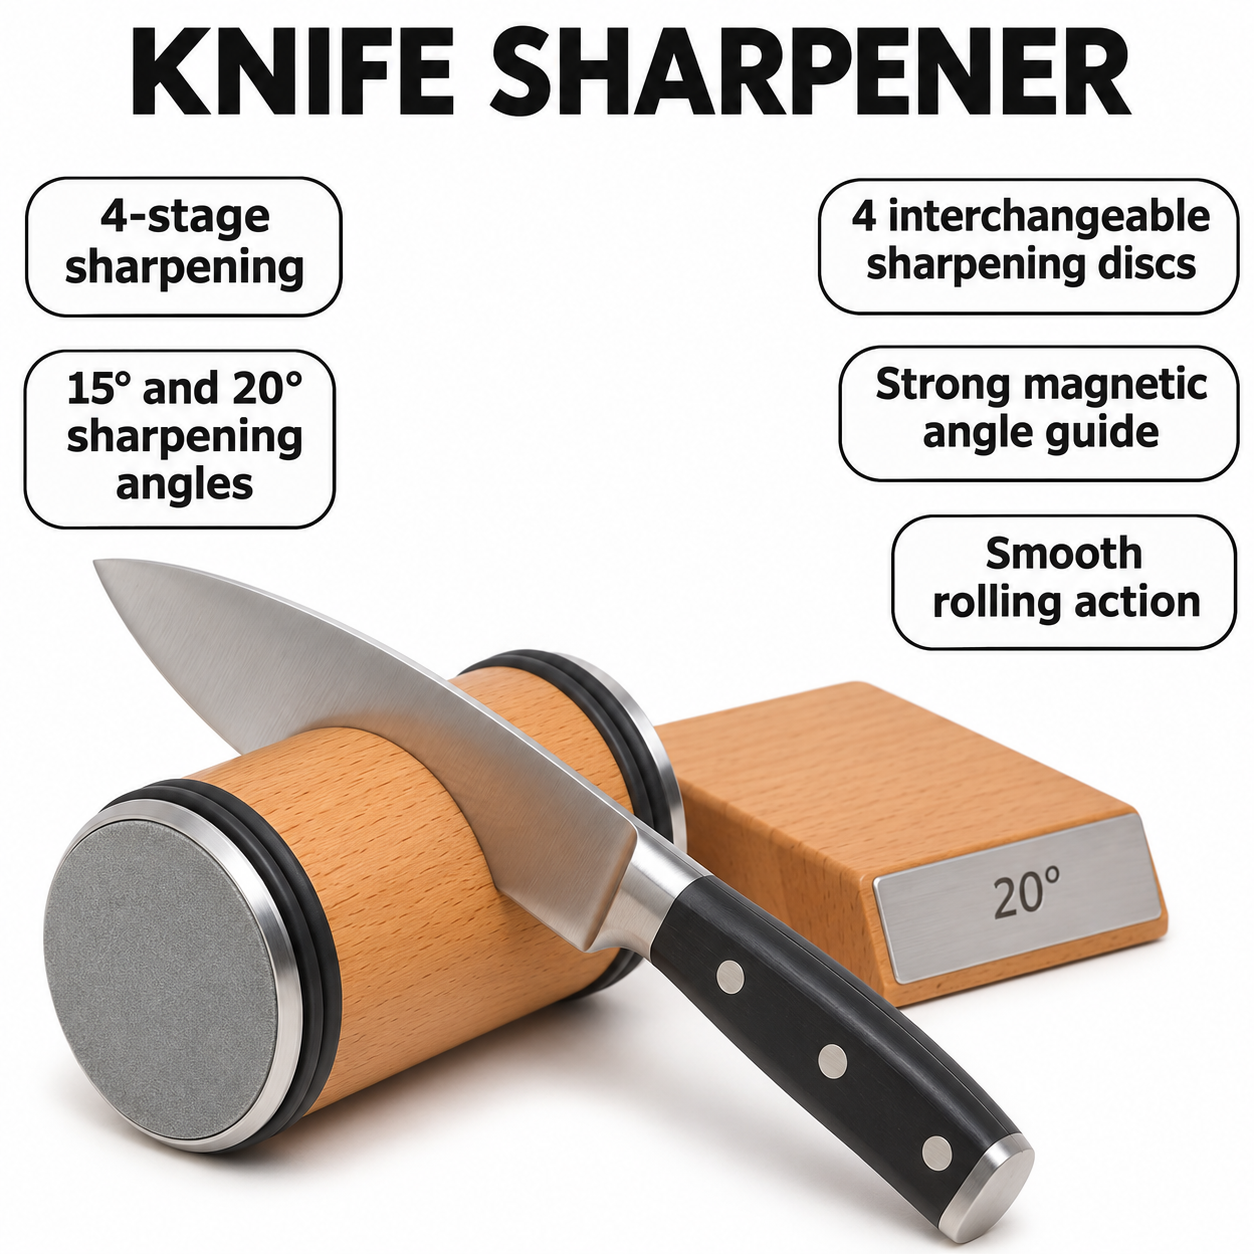 KNIFE SHARPENER
4-stage
sharpening
15° and 20°
sharpening
angles
4 interchangeable
sharpening discs
Strong magnetic
angle guide
Smooth
rolling action
20°